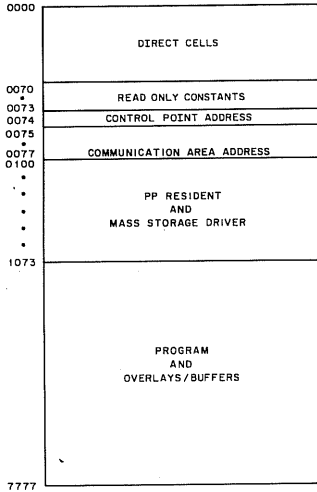 0000
DIRECT CELLS
0070
READ ONLY CONSTANTS
0073
0074
CONTROL POINT ADDRESS
0075
0077
COMMUNICATION AREA ADDRESS
0100
PP RESIDENT
AND
MASS STORAGE DRIVER
1073
PROGRAM
AND
OVERLAYS/BUFFERS
7777